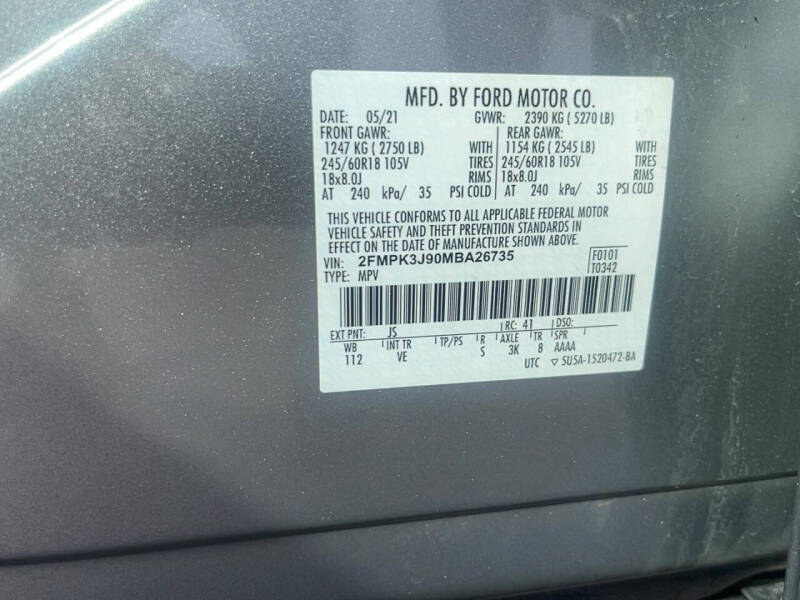 MFD. BY FORD MOTOR CO.
DATE: 05/21 GVWR: 2390 KG ( 5270 LB)
FRONT GAWR: REAR GAWR:
1247 KG ( 2750 LB) WITH 1154 KG ( 2545 LB) WITH
245/60R18 105V TIRES 245/60R18 105V TIRES
18x8.0J RIMS 18x8.0J RIMS
AT 240 kPa/ 35 PSI COLD AT 240 kPa/ 35 PSI COLD
THIS VEHICLE CONFORMS TO ALL APPLICABLE FEDERAL MOTOR
VEHICLE SAFETY AND THEFT PREVENTION STANDARDS IN
EFFECT ON THE DATE OF MANUFACTURE SHOWN ABOVE.
VIN: 2FMPK3J90MBA26735 F0101
TYPE: MPV T0342
EXT PNT: JS RC: 41 DSO:
WB INT TR TP/PS R AXLE TR SPR
112 VE S 3K 8 AAAA
UTC ▽ 5U5A-1520472-BA